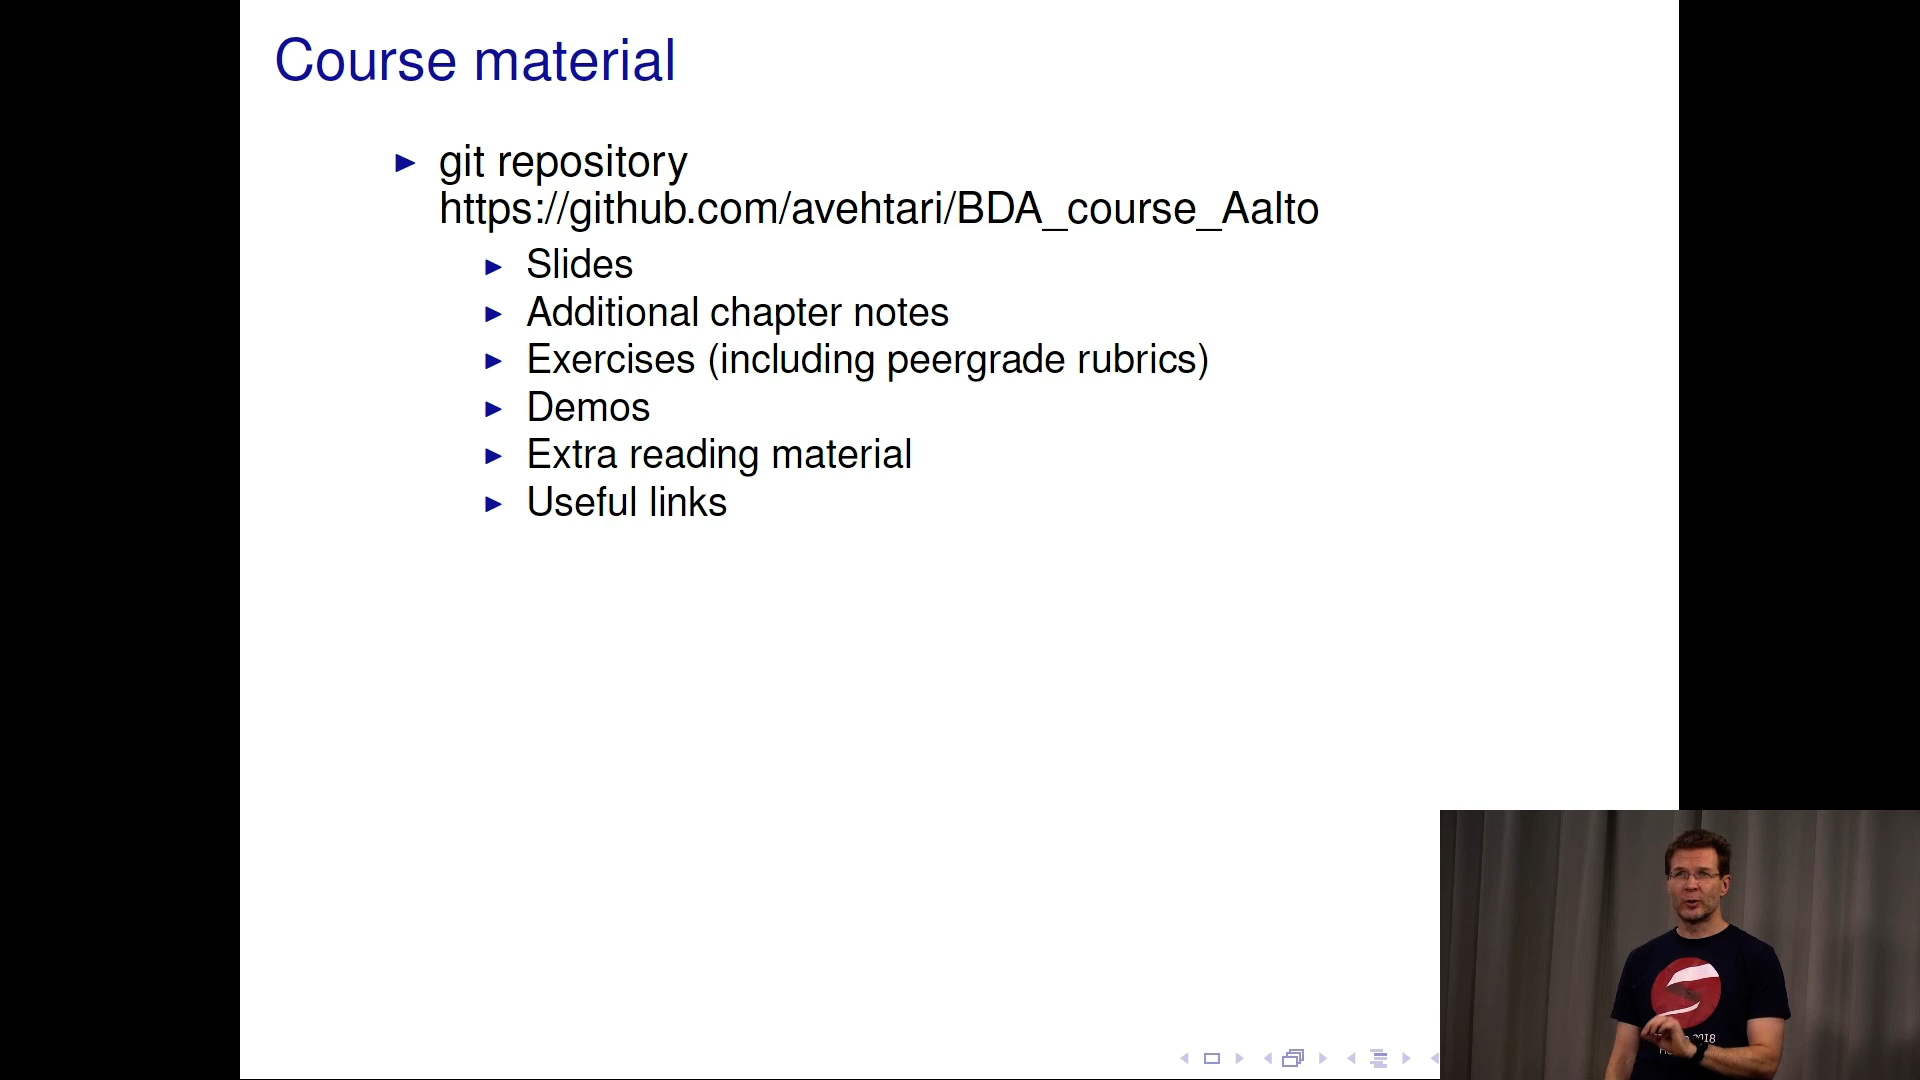 Course material
git repository
https://github.com/avehtari/BDA_course_Aalto
Slides
Additional chapter notes
Exercises (including peergrade rubrics)
Demos
Extra reading material
Useful links